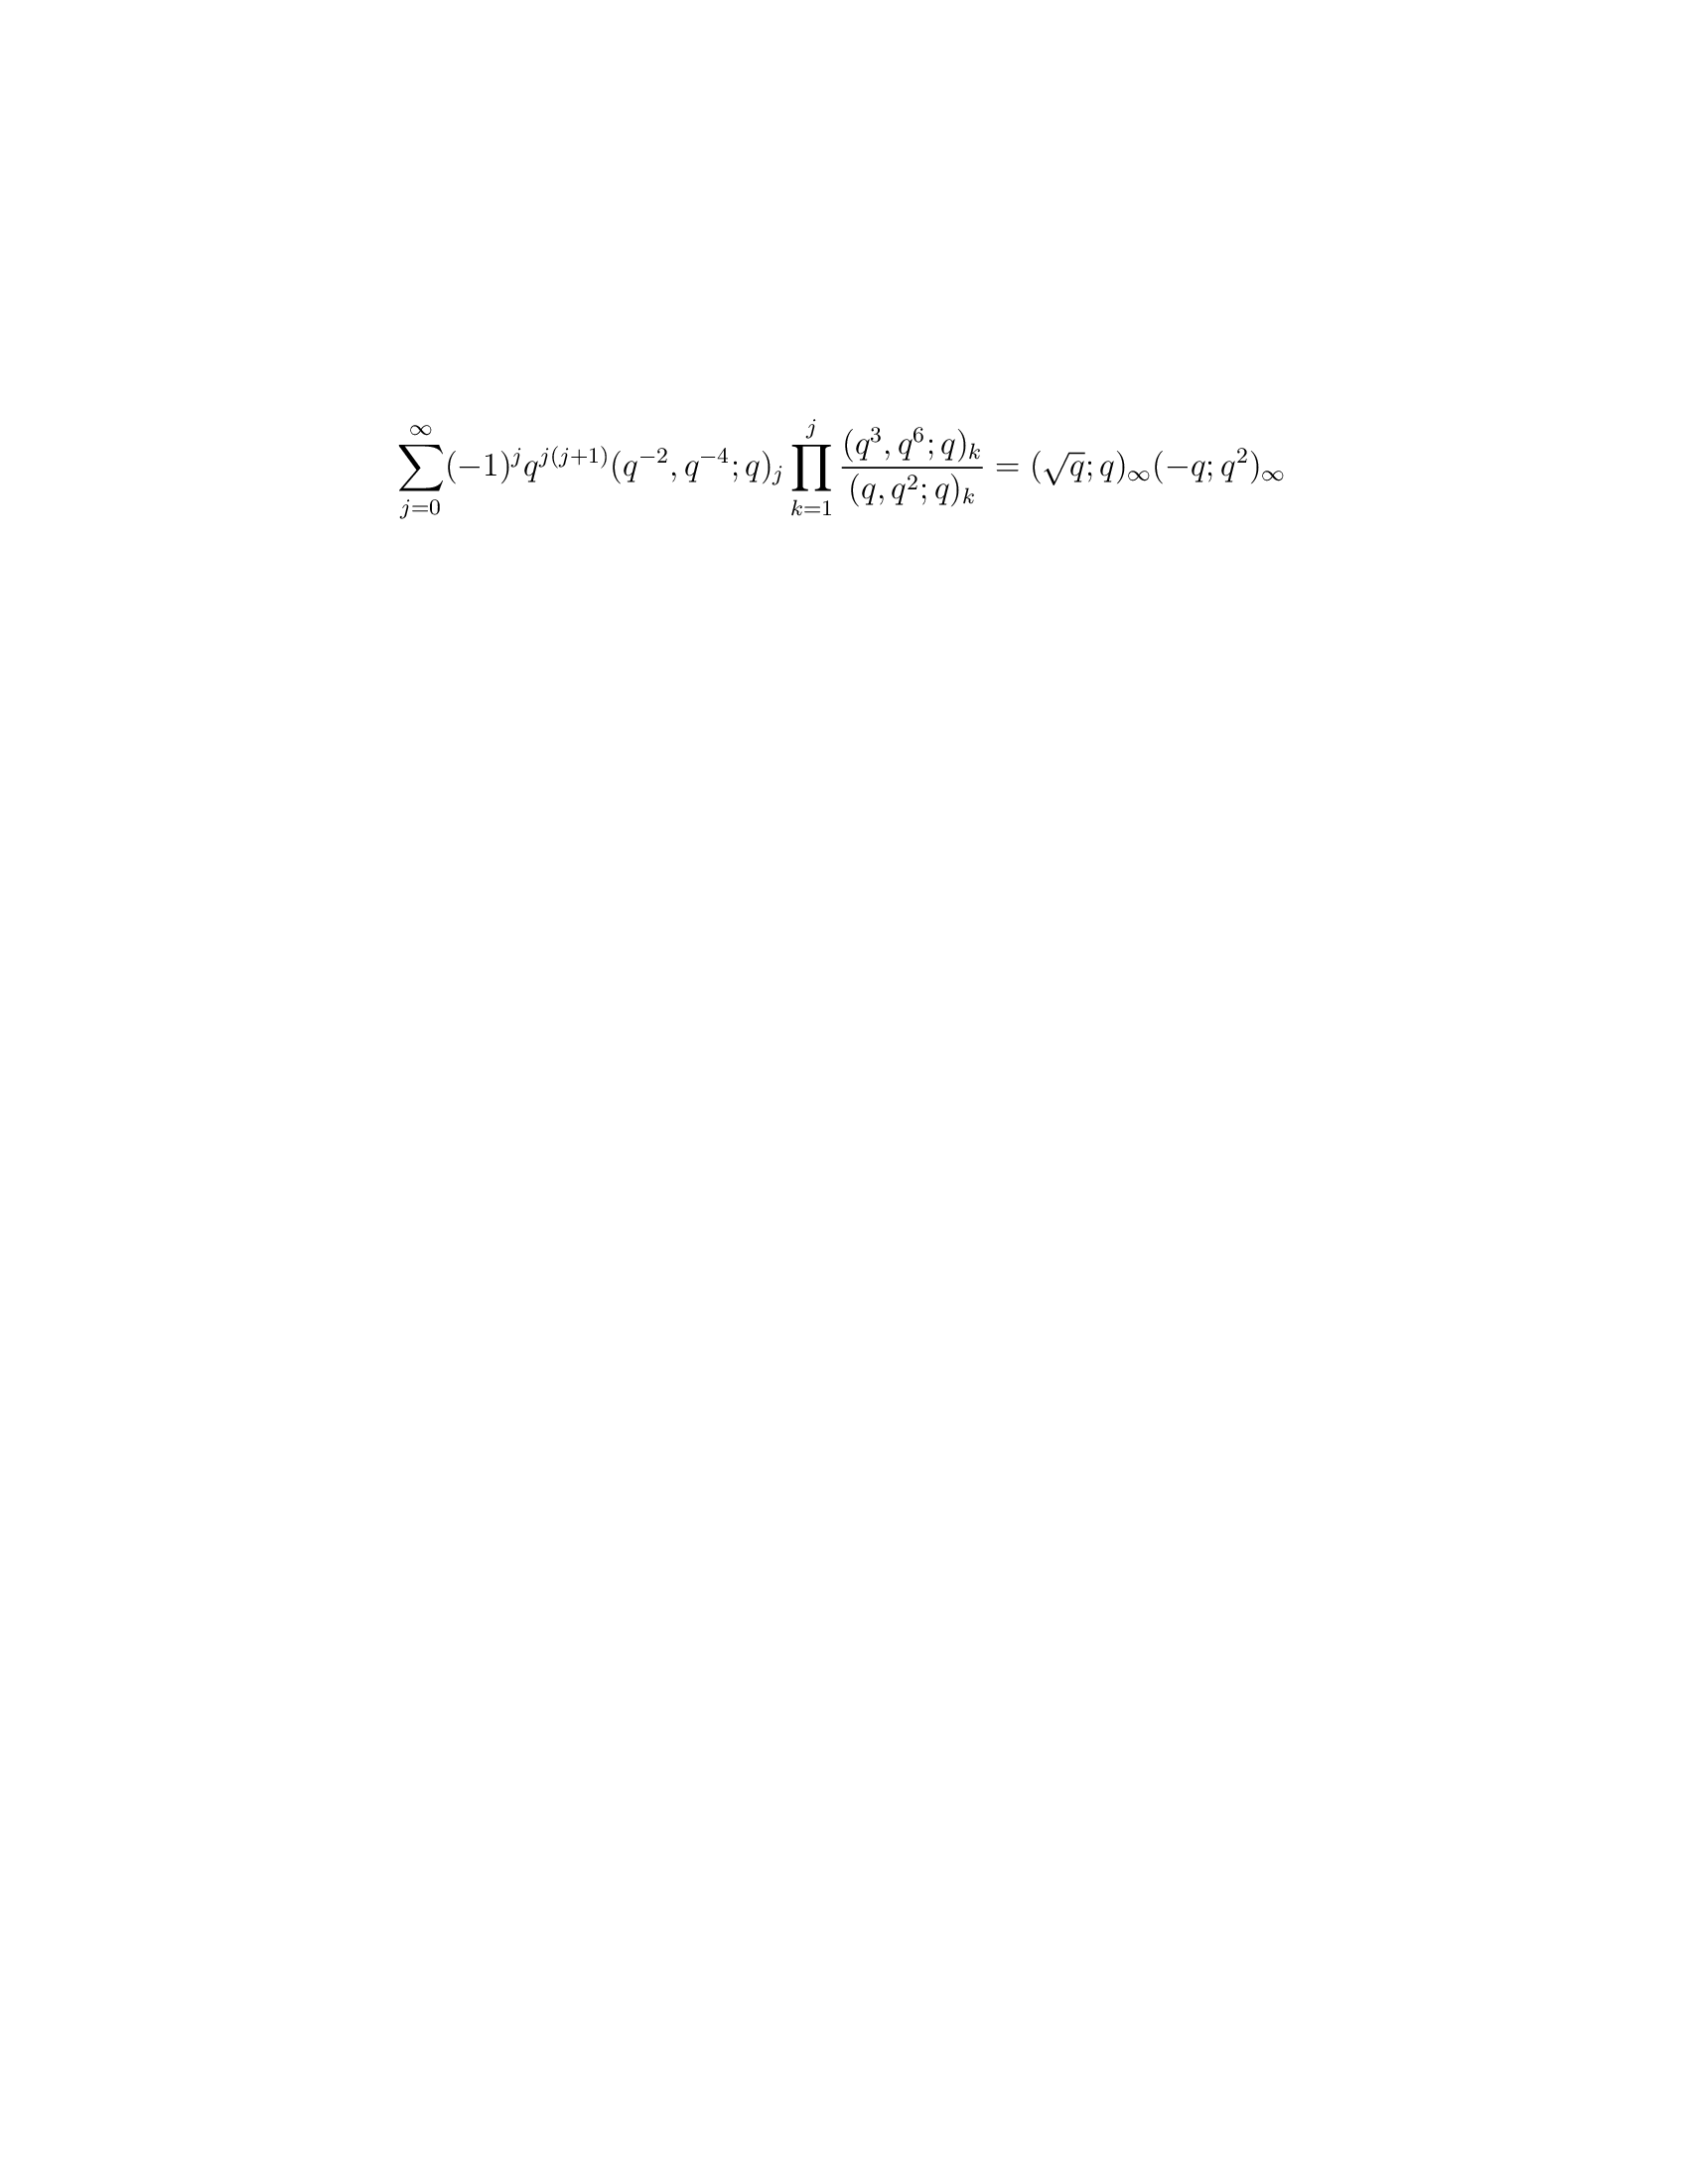 \sum_{j=0}^{\infty} (-1)^j q^{j(j+1)} (q^{-2}, q^{-4}; q)_j \prod_{k=1}^{j} \frac{(q^3, q^6; q)_k}{(q, q^2; q)_k} = (\sqrt{q}; q)_\infty (-q; q^2)_\infty